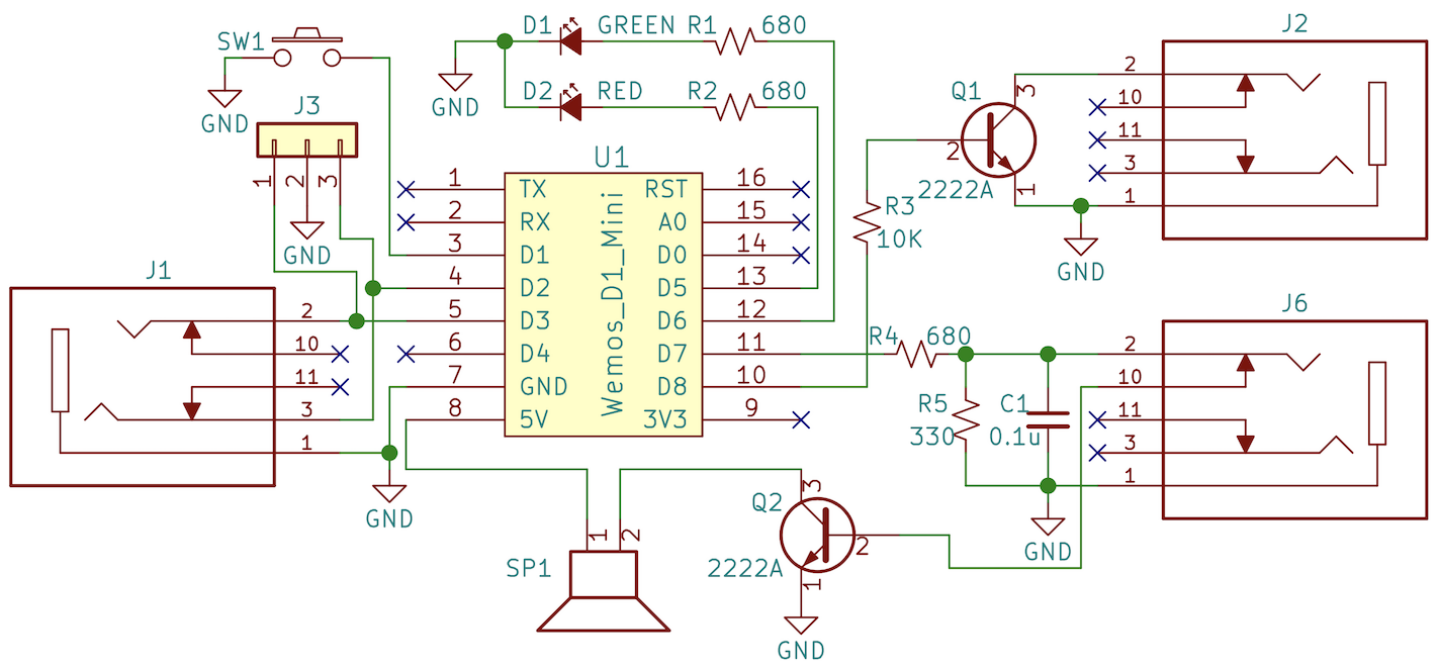 D1 GREEN R1 680
J2
SW1
2
D2 RED R2 680
Q1 3
10
GND
J3
GND
11
2
U1
3
1 2 3
1 TX RST 16
2222A 1
1
2 RX A0 15
R3
10K
3 D1 D0 14
GND
GND
J1
4 D2 D5 13
Wemos_D1_Mini
J6
2
5 D3 D6 12
R4 680
10
6 D4 D7 11
2
11
7 GND D8 10
10
R5 C1
330 0.1u
3
8 5V 3V3 9
11
1
3
1
3
Q2
GND
1 2
2
GND
SP1
2222A 1
GND